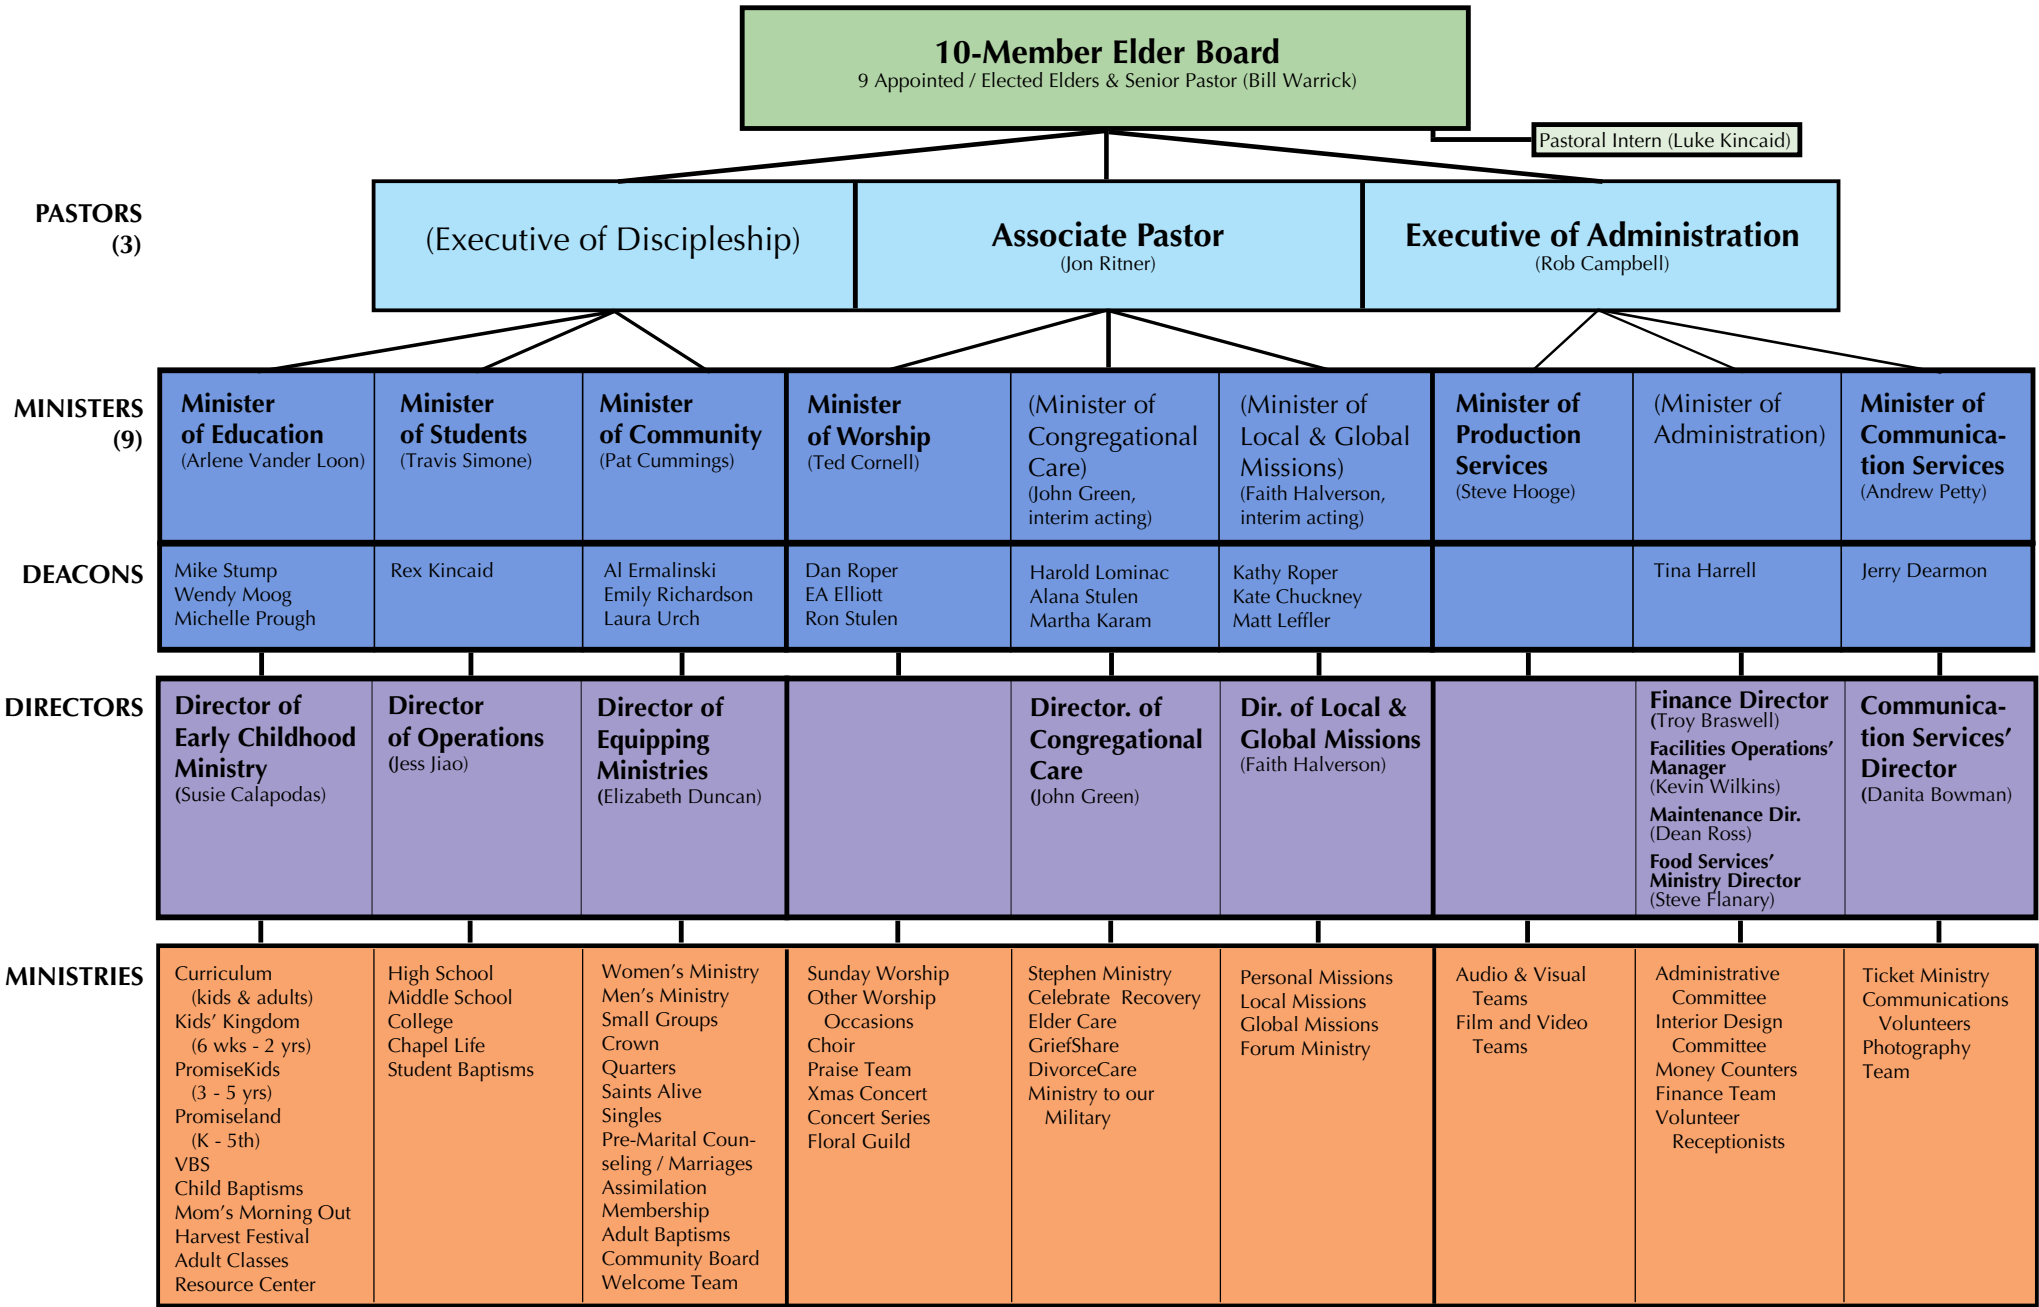 10-Member Elder Board
9 Appointed / Elected Elders & Senior Pastor (Bill Warrick)
Pastoral Intern (Luke Kincaid)
PASTORS
(3)
(Executive of Discipleship)
Associate Pastor
(Jon Ritner)
Executive of Administration
(Rob Campbell)
MINISTERS
(9)
Minister
of Education
(Arlene Vander Loon)
Minister
of Students
(Travis Simone)
Minister
of Community
(Pat Cummings)
Minister
of Worship
(Ted Cornell)
(Minister of
Congregational
Care)
(John Green,
interim acting)
(Minister of
Local & Global
Missions)
(Faith Halverson,
interim acting)
Minister of
Production
Services
(Steve Hooge)
(Minister of
Administration)
Minister of
Communica-
tion Services
(Andrew Petty)
DEACONS
Mike Stump
Wendy Moog
Michelle Prough
Rex Kincaid
Al Ermalinski
Emily Richardson
Laura Urch
Dan Roper
EA Elliott
Ron Stulen
Harold Lominac
Alana Stulen
Martha Karam
Kathy Roper
Kate Chuckney
Matt Leffler
Tina Harrell
Jerry Dearmon
DIRECTORS
Director of
Early Childhood
Ministry
(Susie Calapodas)
Director
of Operations
(Jess Jiao)
Director of
Equipping
Ministries
(Elizabeth Duncan)
Director. of
Congregational
Care
(John Green)
Dir. of Local &
Global Missions
(Faith Halverson)
Finance Director
(Troy Braswell)
Facilities Operations’
Manager
(Kevin Wilkins)
Maintenance Dir.
(Dean Ross)
Food Services’
Ministry Director
(Steve Flanary)
Communica-
tion Services’
Director
(Danita Bowman)
MINISTRIES
Curriculum
(kids & adults)
Kids’ Kingdom
(6 wks - 2 yrs)
PromiseKids
(3 - 5 yrs)
Promiseland
(K - 5th)
VBS
Child Baptisms
Mom’s Morning Out
Harvest Festival
Adult Classes
Resource Center
High School
Middle School
College
Chapel Life
Student Baptisms
Women’s Ministry
Men’s Ministry
Small Groups
Crown
Quarters
Saints Alive
Singles
Pre-Marital Coun-
seling / Marriages
Assimilation
Membership
Adult Baptisms
Community Board
Welcome Team
Sunday Worship
Other Worship
Occasions
Choir
Praise Team
Xmas Concert
Concert Series
Floral Guild
Stephen Ministry
Celebrate Recovery
Elder Care
GriefShare
DivorceCare
Ministry to our
Military
Personal Missions
Local Missions
Global Missions
Forum Ministry
Audio & Visual
Teams
Film and Video
Teams
Administrative
Committee
Interior Design
Committee
Money Counters
Finance Team
Volunteer
Receptionists
Ticket Ministry
Communications
Volunteers
Photography
Team